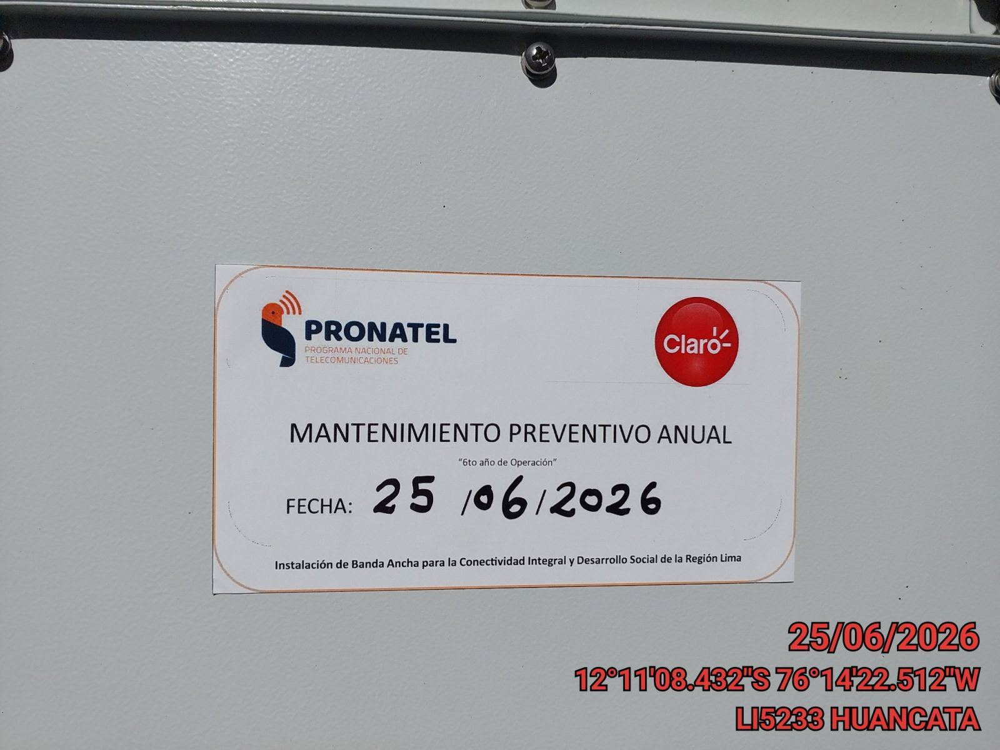 PRONATEL
PROGRAMA NACIONAL DE
TELECOMUNICACIONES
Claro
MANTENIMIENTO PREVENTIVO ANUAL
“6to año de Operación”
FECHA: 25 /06/2026
Instalación de Banda Ancha para la Conectividad Integral y Desarrollo Social de la Región Lima
25/06/2026
12°11'08.432"S 76°14'22.512"W
LI5233 HUANCATA